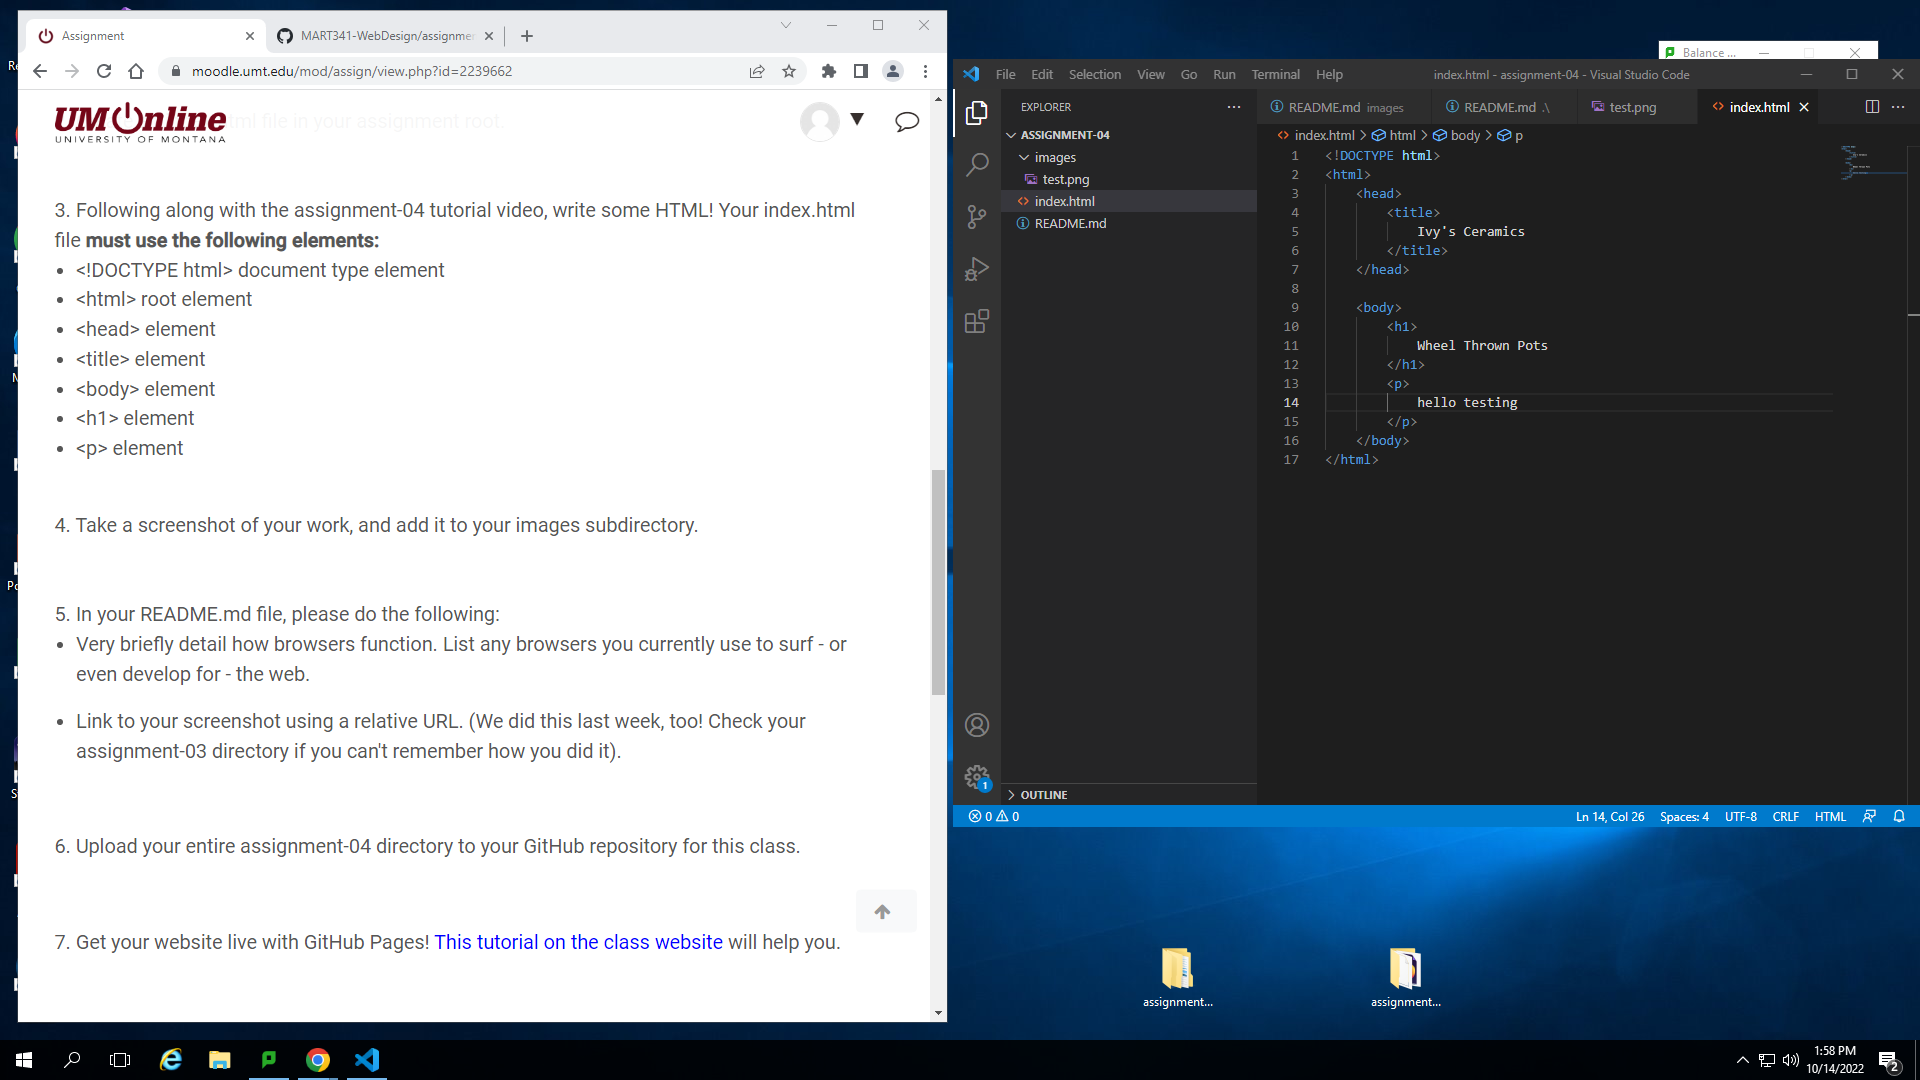 Assignment
MART341-WebDesign/assignme
moodle.umt.edu/mod/assign/view.php?id=2239662
UM Online
UNIVERSITY OF MONTANA
ml file in your assignment root.
3. Following along with the assignment-04 tutorial video, write some HTML! Your index.html
file must use the following elements:
• <!DOCTYPE html> document type element
• <html> root element
• <head> element
• <title> element
• <body> element
• <h1> element
• <p> element
4. Take a screenshot of your work, and add it to your images subdirectory.
5. In your README.md file, please do the following:
• Very briefly detail how browsers function. List any browsers you currently use to surf - or
even develop for - the web.
• Link to your screenshot using a relative URL. (We did this last week, too! Check your
assignment-03 directory if you can't remember how you did it).
6. Upload your entire assignment-04 directory to your GitHub repository for this class.
7. Get your website live with GitHub Pages! This tutorial on the class website will help you.
Balance ...
File Edit Selection View Go Run Terminal Help
index.html - assignment-04 - Visual Studio Code
EXPLORER
README.md images
README.md .\
test.png
index.html
ASSIGNMENT-04
images
test.png
index.html
README.md
OUTLINE
index.html > html > body > p
1 <!DOCTYPE html>
2 <html>
3 <head>
4 <title>
5 Ivy's Ceramics
6 </title>
7 </head>
8
9 <body>
10 <h1>
11 Wheel Thrown Pots
12 </h1>
13 <p>
14 hello testing
15 </p>
16 </body>
17 </html>
1
0 0
Ln 14, Col 26 Spaces: 4 UTF-8 CRLF HTML
assignment...
assignment...
1:58 PM
10/14/2022
2